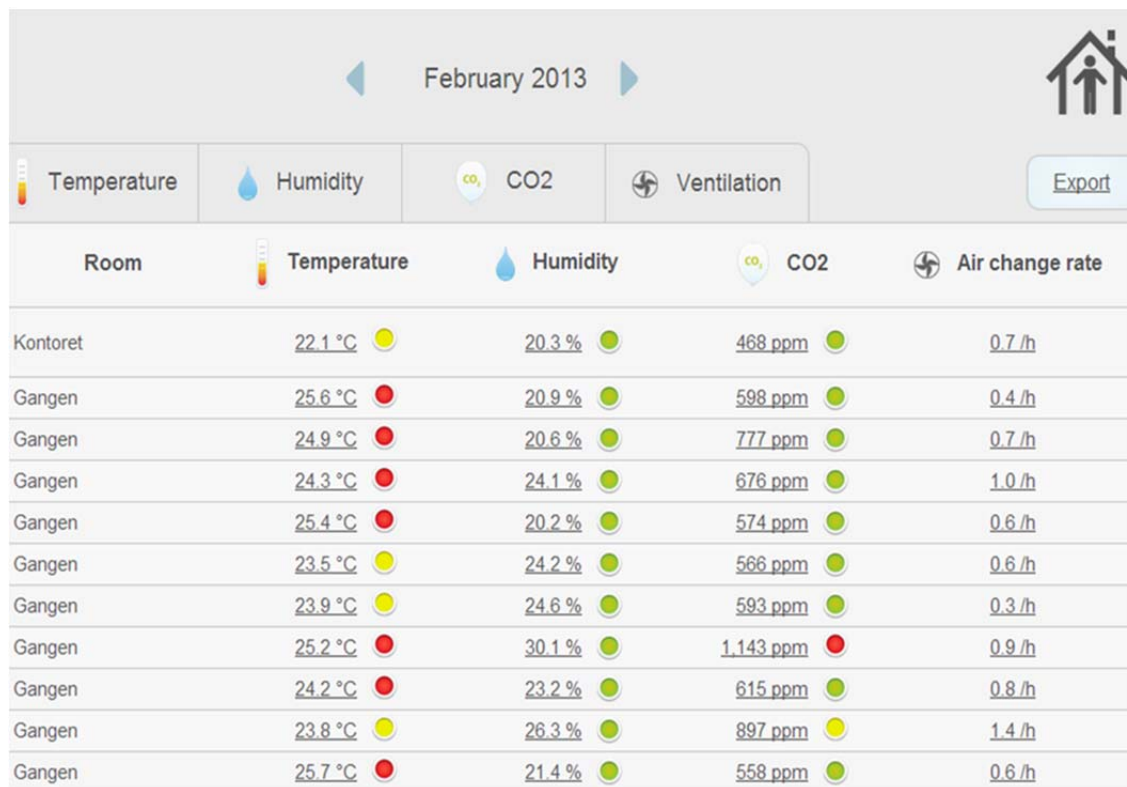 February 2013
Temperature Humidity CO2 CO2 Ventilation Export
Room Temperature Humidity CO2 CO2 Air change rate
Kontoret 22.1 °C 20.3 % 468 ppm 0.7 /h
Gangen 25.6 °C 20.9 % 598 ppm 0.4 /h
Gangen 24.9 °C 20.6 % 777 ppm 0.7 /h
Gangen 24.3 °C 24.1 % 676 ppm 1.0 /h
Gangen 25.4 °C 20.2 % 574 ppm 0.6 /h
Gangen 23.5 °C 24.2 % 566 ppm 0.6 /h
Gangen 23.9 °C 24.6 % 593 ppm 0.3 /h
Gangen 25.2 °C 30.1 % 1,143 ppm 0.9 /h
Gangen 24.2 °C 23.2 % 615 ppm 0.8 /h
Gangen 23.8 °C 26.3 % 897 ppm 1.4 /h
Gangen 25.7 °C 21.4 % 558 ppm 0.6 /h